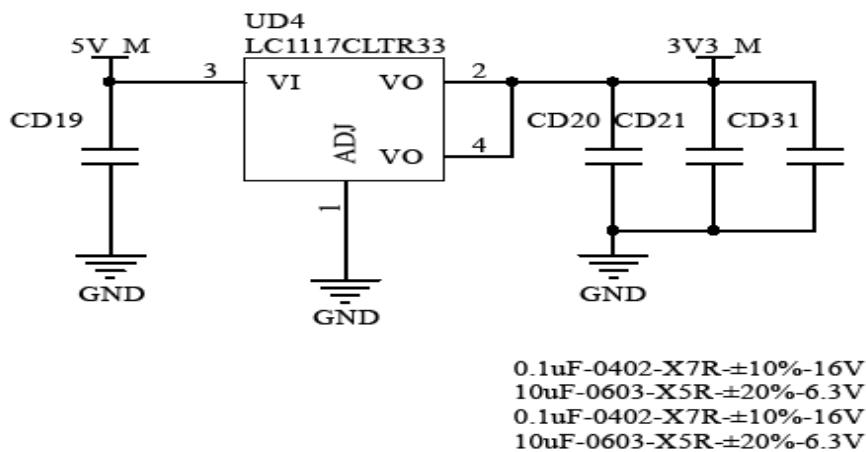 UD4
LC1117CLTR33
5V_M
3V3_M
3
VI
VO
2
CD19
CD20
CD21
CD31
ADJ
VO
4
1
GND
GND
GND
0.1uF-0402-X7R-±10%-16V
10uF-0603-X5R-±20%-6.3V
0.1uF-0402-X7R-±10%-16V
10uF-0603-X5R-±20%-6.3V